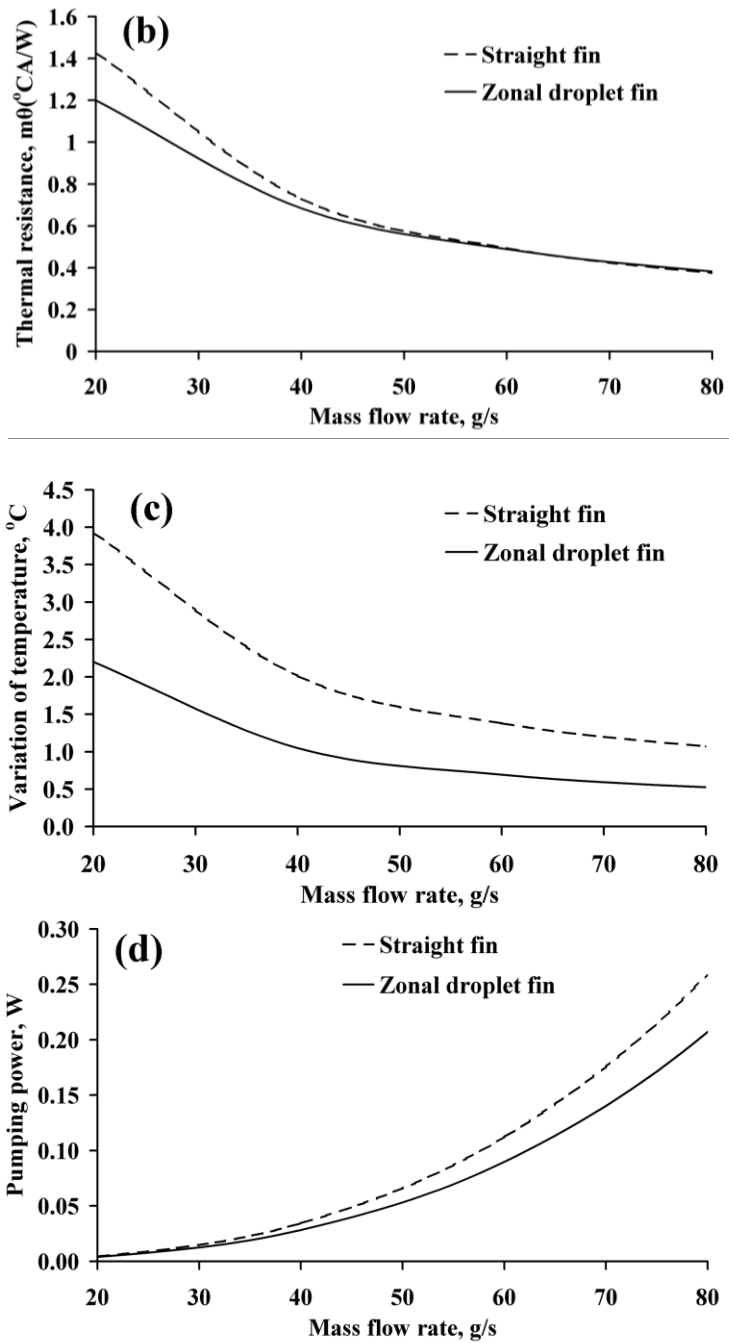 (b)
Straight fin
Zonal droplet fin
Thermal resistance, mθ(°CA/W)
1.6
1.4
1.2
1
0.8
0.6
0.4
0.2
0
20 30 40 50 60 70 80
Mass flow rate, g/s
(c)
Straight fin
Zonal droplet fin
Variation of temperature, °C
4.5
4.0
3.5
3.0
2.5
2.0
1.5
1.0
0.5
0.0
20 30 40 50 60 70 80
Mass flow rate, g/s
(d)
Straight fin
Zonal droplet fin
Pumping power, W
0.30
0.25
0.20
0.15
0.10
0.05
0.00
20 30 40 50 60 70 80
Mass flow rate, g/s